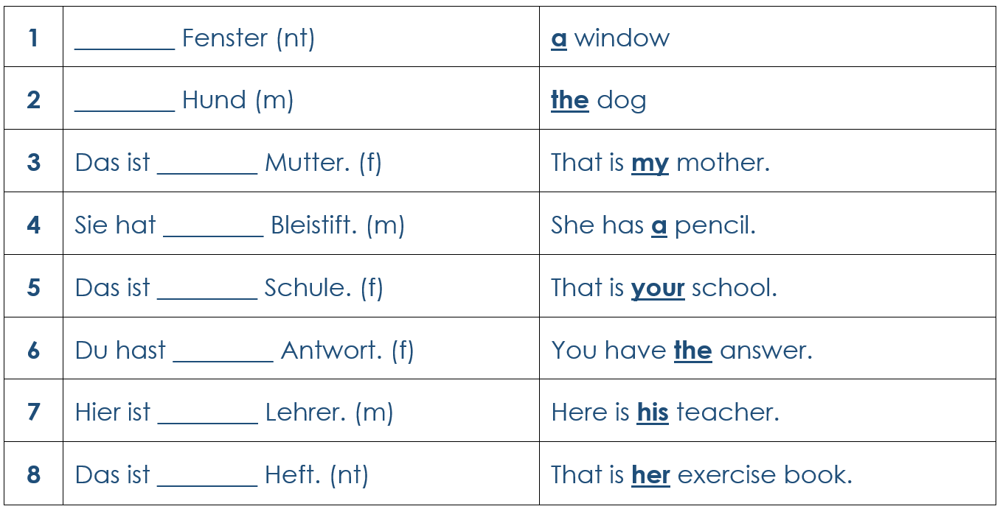 1 ________ Fenster (nt) a window
2 ________ Hund (m) the dog
3 Das ist ________ Mutter. (f) That is my mother.
4 Sie hat ________ Bleistift. (m) She has a pencil.
5 Das ist ________ Schule. (f) That is your school.
6 Du hast ________ Antwort. (f) You have the answer.
7 Hier ist ________ Lehrer. (m) Here is his teacher.
8 Das ist ________ Heft. (nt) That is her exercise book.